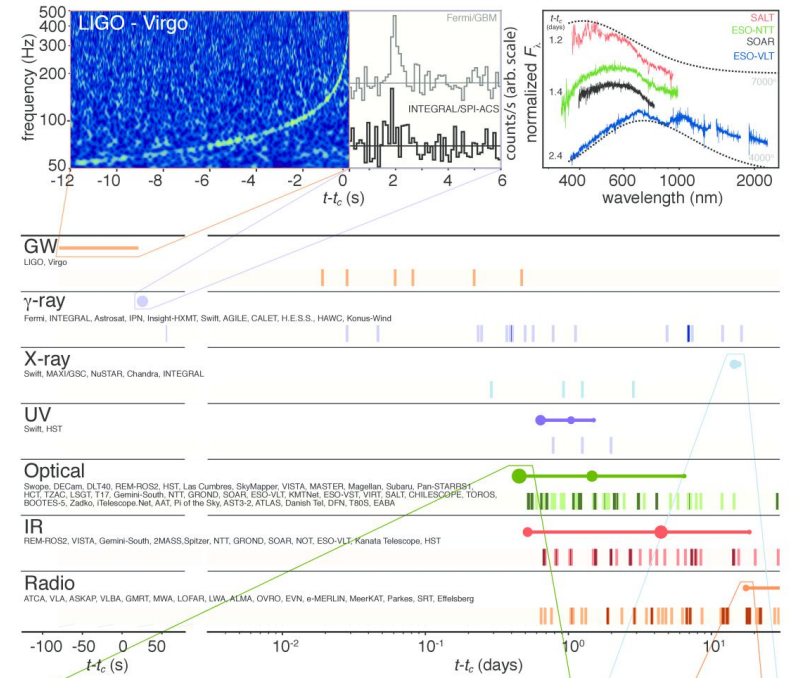 500
400
300
200
100
50
frequency (Hz)
LIGO - Virgo
Fermi/GBM
INTEGRAL/SPI-ACS
counts/s (arb. scale)
-12 -10 -8 -6 -4 -2 0 2 4 6
t-tc (s)
normalized Fλ
t-tc
(days)
1.2
1.4
2.4
SALT
ESO-NTT
SOAR
ESO-VLT
7000°
4000°
400 600 1000 2000
wavelength (nm)
GW
LIGO, Virgo
γ-ray
Fermi, INTEGRAL, Astrosat, IPN, Insight-HXMT, Swift, AGILE, CALET, H.E.S.S., HAWC, Konus-Wind
X-ray
Swift, MAXI/GSC, NuSTAR, Chandra, INTEGRAL
UV
Swift, HST
Optical
Swope, DECam, DLT40, REM-ROS2, HST, Las Cumbres, SkyMapper, VISTA, MASTER, Magellan, Subaru, Pan-STARRS1,
HCT, TZAC, LSGT, T17, Gemini-South, NTT, GROND, SOAR, ESO-VLT, KMTNet, ESO-VST, VIRT, SALT, CHILESCOPE, TOROS,
BOOTES-5, Zadko, iTelescope.Net, AAT, Pi of the Sky, AST3-2, ATLAS, Danish Tel, DFN, T80S, EABA
IR
REM-ROS2, VISTA, Gemini-South, 2MASS,Spitzer, NTT, GROND, SOAR, NOT, ESO-VLT, Kanata Telescope, HST
Radio
ATCA, VLA, ASKAP, VLBA, GMRT, MWA, LOFAR, LWA, ALMA, OVRO, EVN, e-MERLIN, MeerKAT, Parkes, SRT, Effelsberg
-100 -50 0 50 10-2 10-1 100 101
t-tc (s) t-tc (days)